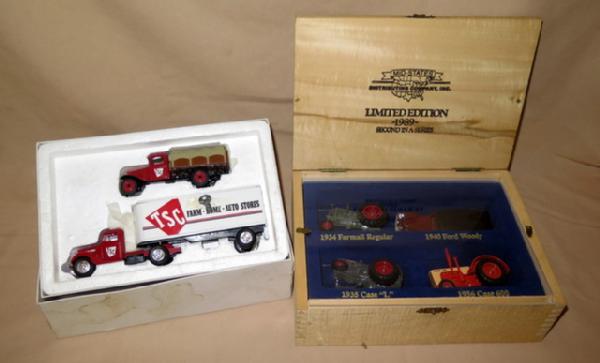 TSC
FARM - HOME - AUTO STORES
MID-STATES
DISTRIBUTING COMPANY, INC.
LIMITED EDITION
-1989-
SECOND IN A SERIES
1934 Farmall Regular
1940 Ford Woody
1935 Case "L"
1956 Case 600